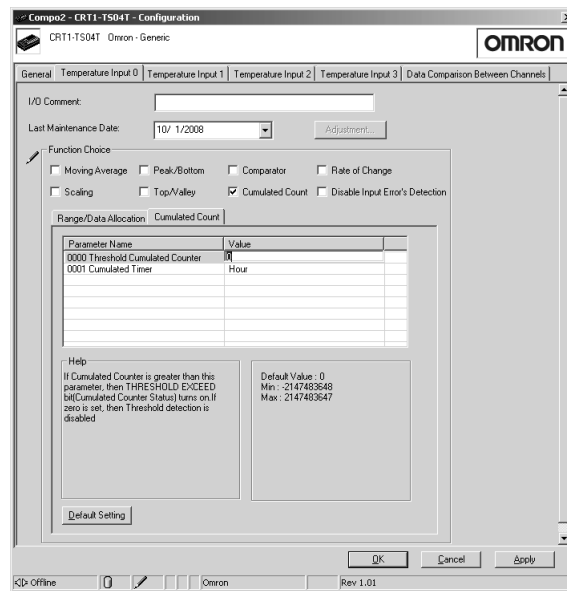 Compo2 - CRT1-TS04T - Configuration
CRT1-TS04T Omron - Generic
OMRON
General Temperature Input 0 Temperature Input 1 Temperature Input 2 Temperature Input 3 Data Comparison Between Channels
I/O Comment:
Last Maintenance Date: 10/ 1/2008 Adjustment...
Function Choice
Moving Average Peak/Bottom Comparator Rate of Change
Scaling Top/Valley Cumulated Count Disable Input Error's Detection
Range/Data Allocation Cumulated Count
Parameter Name Value
0000 Threshold Cumulated Counter 0
0001 Cumulated Timer Hour
Help
If Cumulated Counter is greater than this
parameter, then THRESHOLD EXCEED
bit(Cumulated Counter Status) turns on.If
zero is set, then Threshold detection is
disabled
Default Value : 0
Min : -2147483648
Max : 2147483647
Default Setting
OK Cancel Apply
Offline Omron Rev 1.01